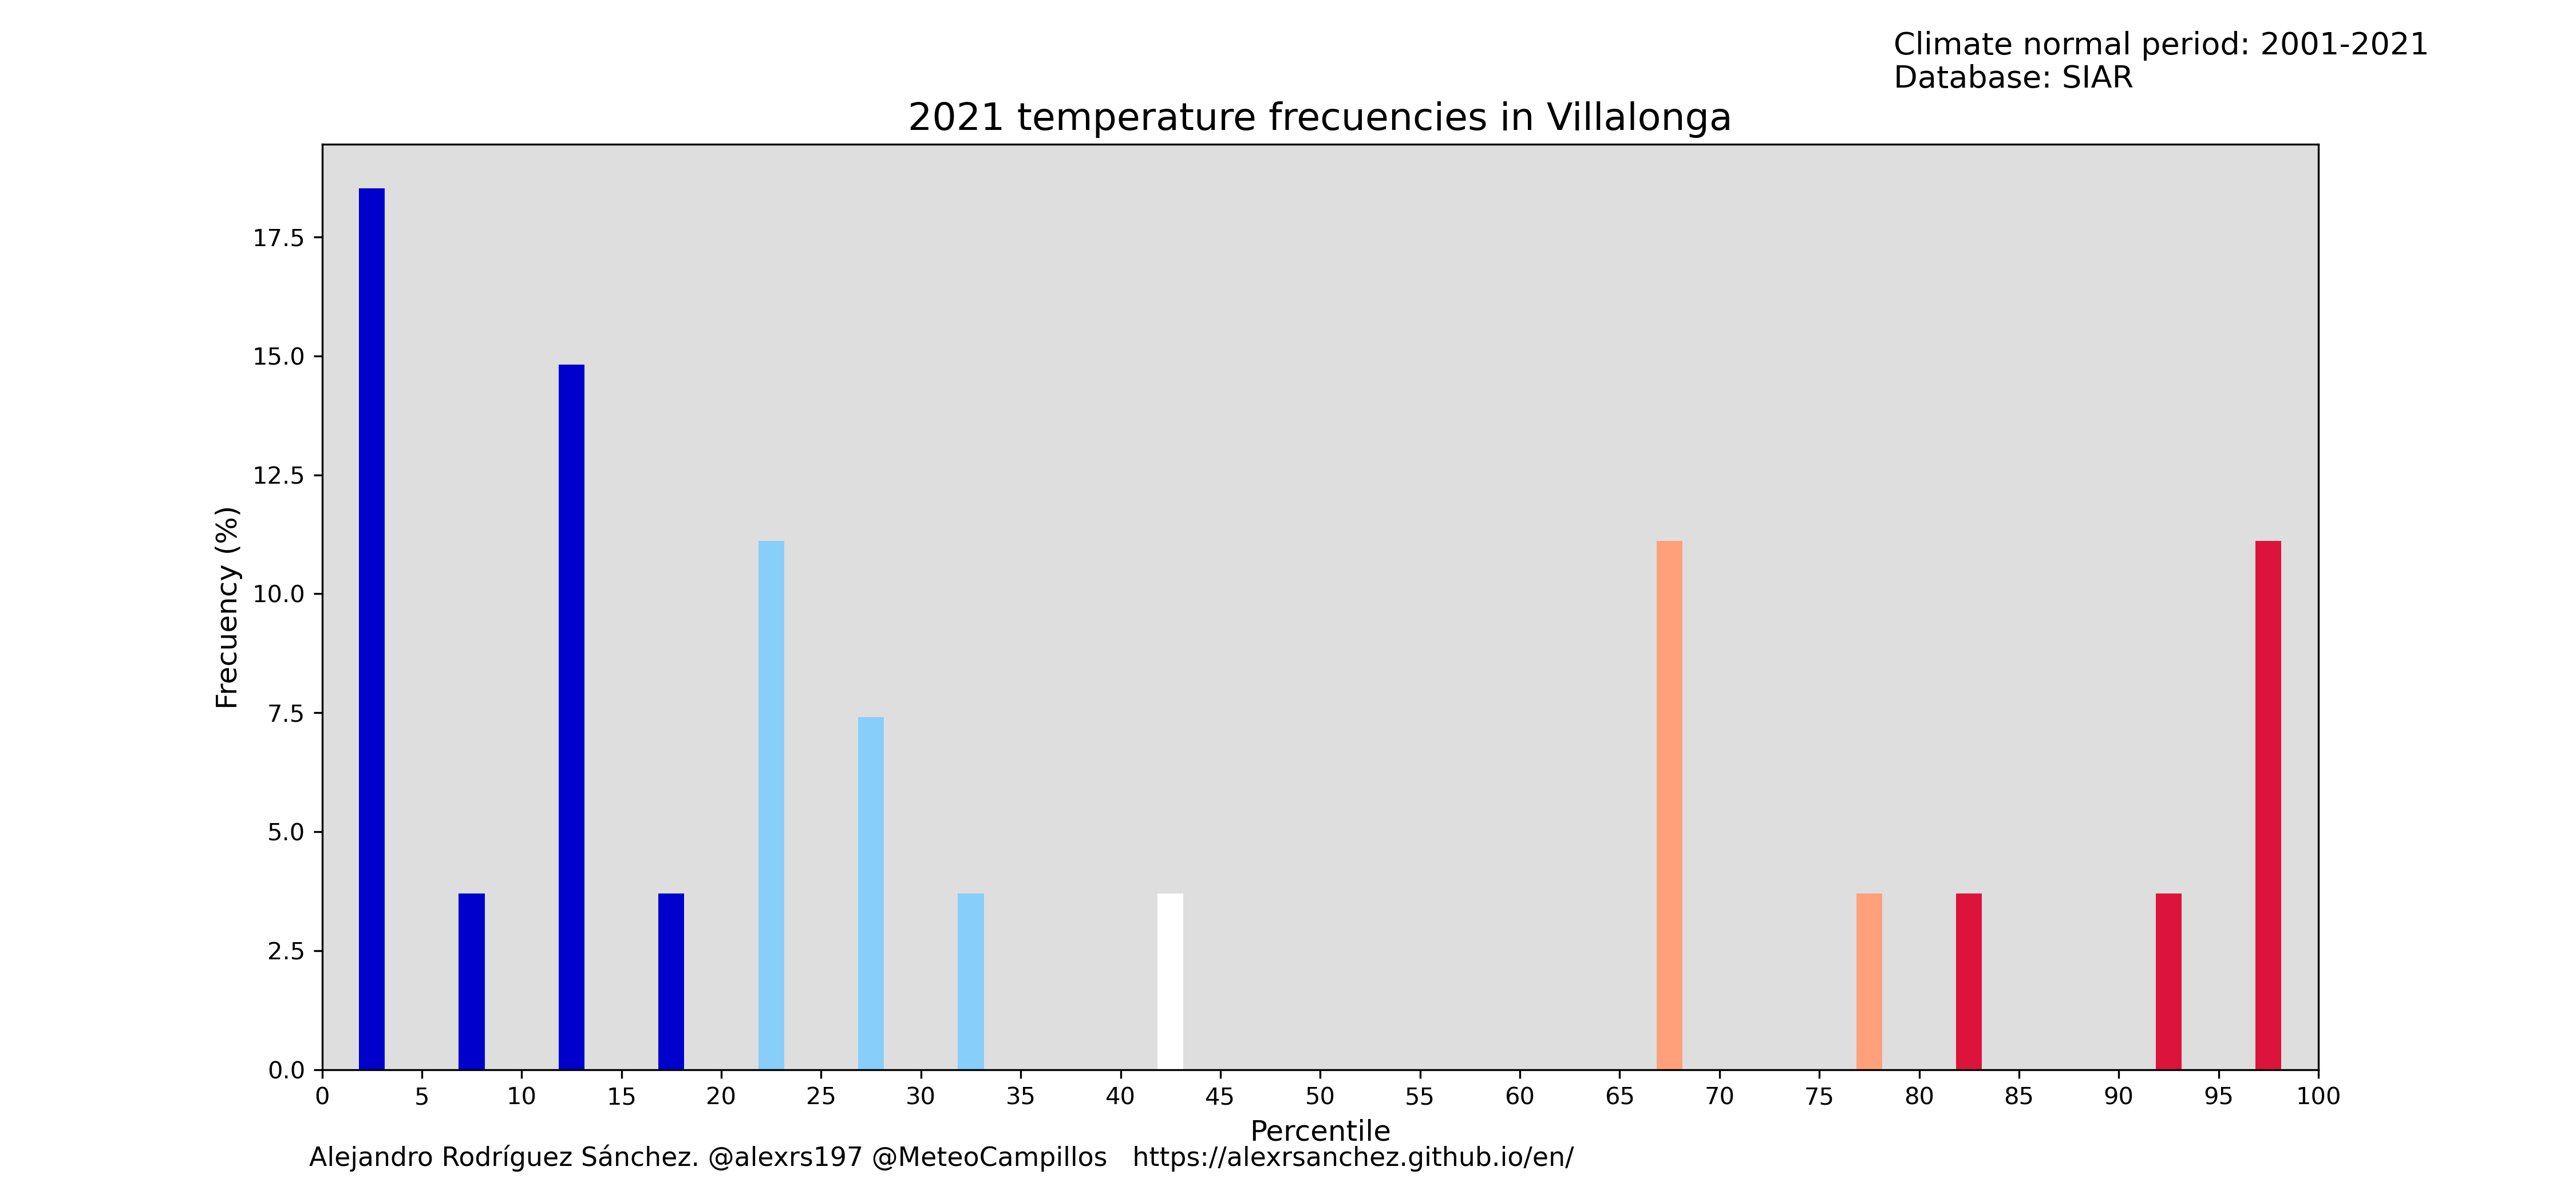 Climate normal period: 2001-2021
Database: SIAR
2021 temperature frecuencies in Villalonga
Frecuency (%)
17.5
15.0
12.5
10.0
7.5
5.0
2.5
0.0
0 5 10 15 20 25 30 35 40 45 50 55 60 65 70 75 80 85 90 95 100
Percentile
Alejandro Rodríguez Sánchez. @alexrs197 @MeteoCampillos https://alexrsanchez.github.io/en/